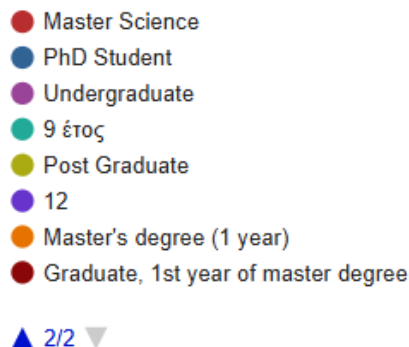 Master Science
PhD Student
Undergraduate
9 έτος
Post Graduate
12
Master's degree (1 year)
Graduate, 1st year of master degree
2/2